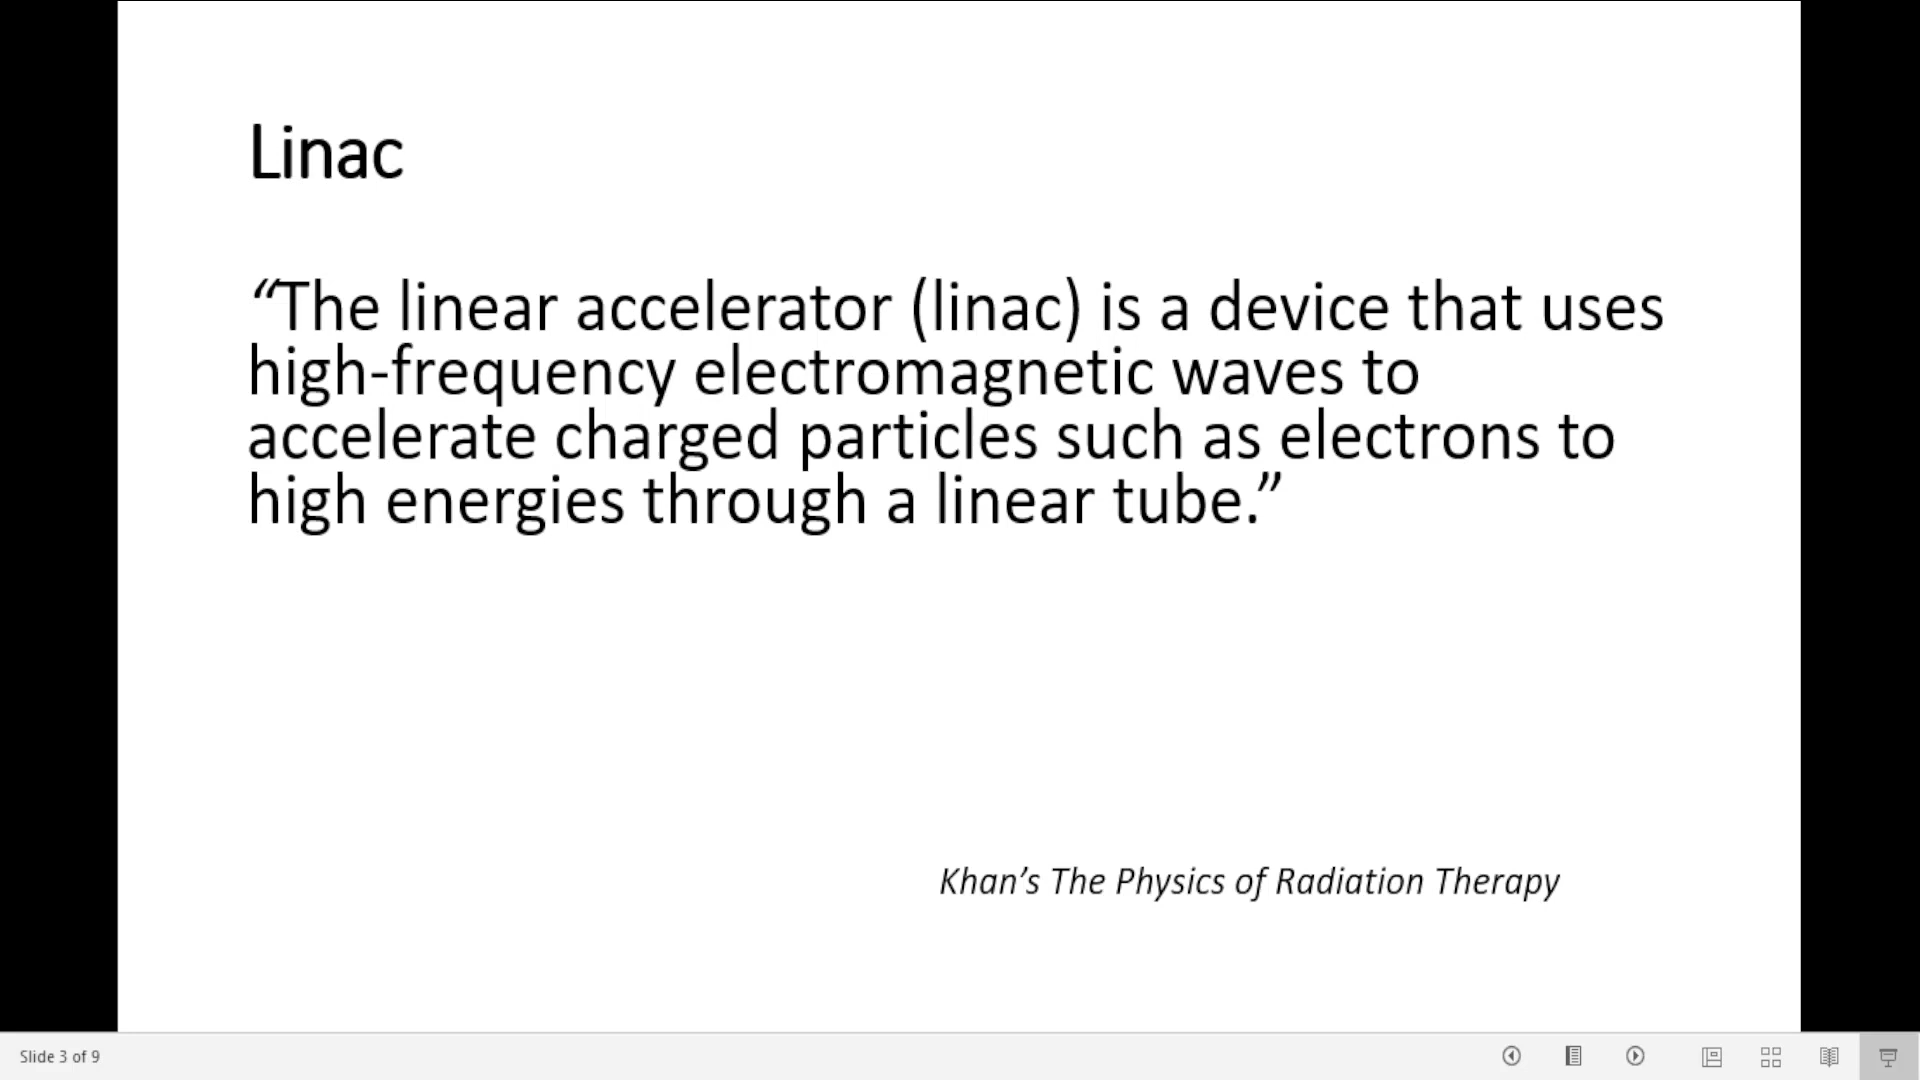 Linac
“The linear accelerator (linac) is a device that uses
high-frequency electromagnetic waves to
accelerate charged particles such as electrons to
high energies through a linear tube.”
Khan’s The Physics of Radiation Therapy
Slide 3 of 9